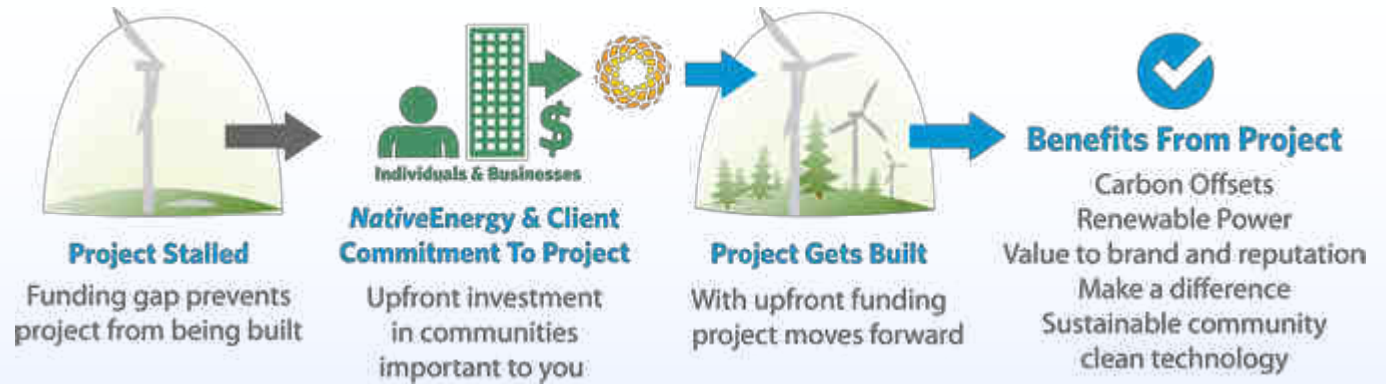 Project Stalled
Funding gap prevents
project from being built
$
Individuals & Businesses
NativeEnergy & Client
Commitment To Project
Upfront investment
in communities
important to you
Project Gets Built
With upfront funding
project moves forward
Benefits From Project
Carbon Offsets
Renewable Power
Value to brand and reputation
Make a difference
Sustainable community
clean technology